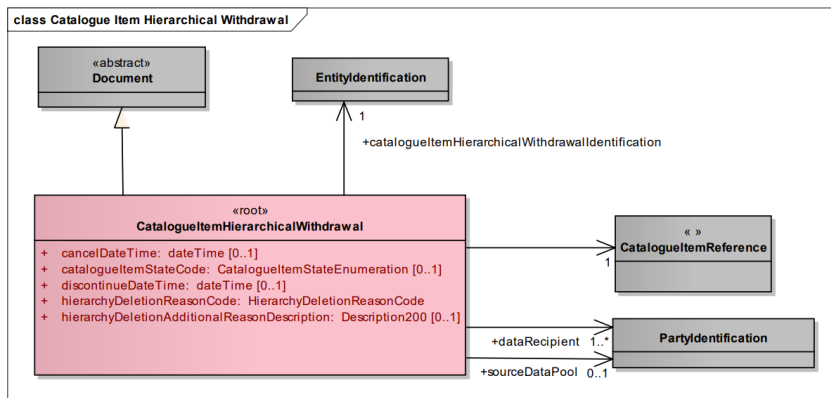 class Catalogue Item Hierarchical Withdrawal
«abstract»
Document
EntityIdentification
1
+catalogueItemHierarchicalWithdrawalIdentification
«root»
CatalogueItemHierarchicalWithdrawal
+ cancelDateTime: dateTime [0..1]
+ catalogueItemStateCode: CatalogueItemStateEnumeration [0..1]
+ discontinueDateTime: dateTime [0..1]
+ hierarchyDeletionReasonCode: HierarchyDeletionReasonCode
+ hierarchyDeletionAdditionalReasonDescription: Description200 [0..1]
« »
CatalogueItemReference
1
PartyIdentification
+dataRecipient 1..*
+sourceDataPool 0..1